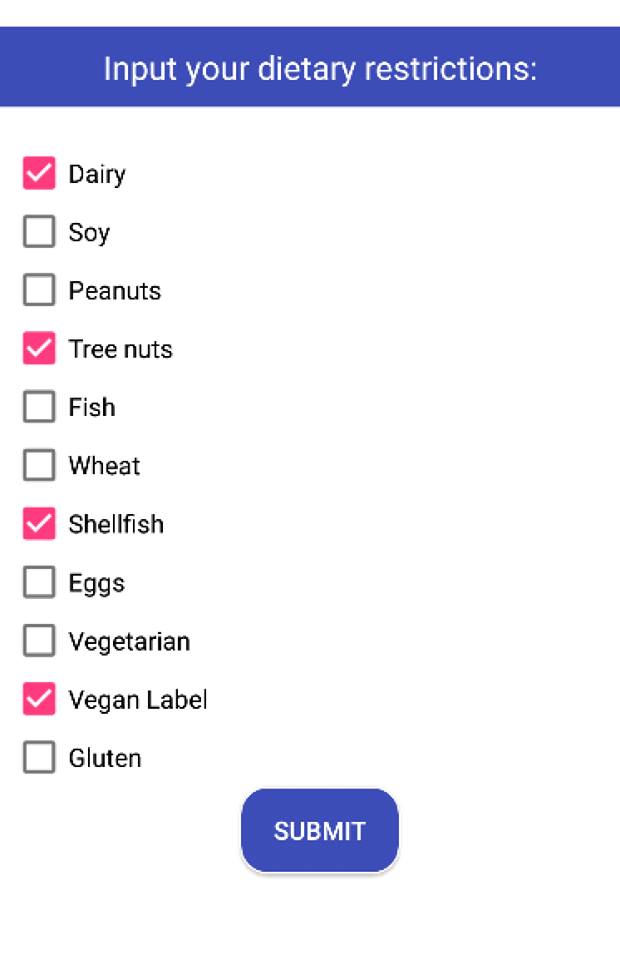 Input your dietary restrictions:
Dairy
Soy
Peanuts
Tree nuts
Fish
Wheat
Shellfish
Eggs
Vegetarian
Vegan Label
Gluten
SUBMIT